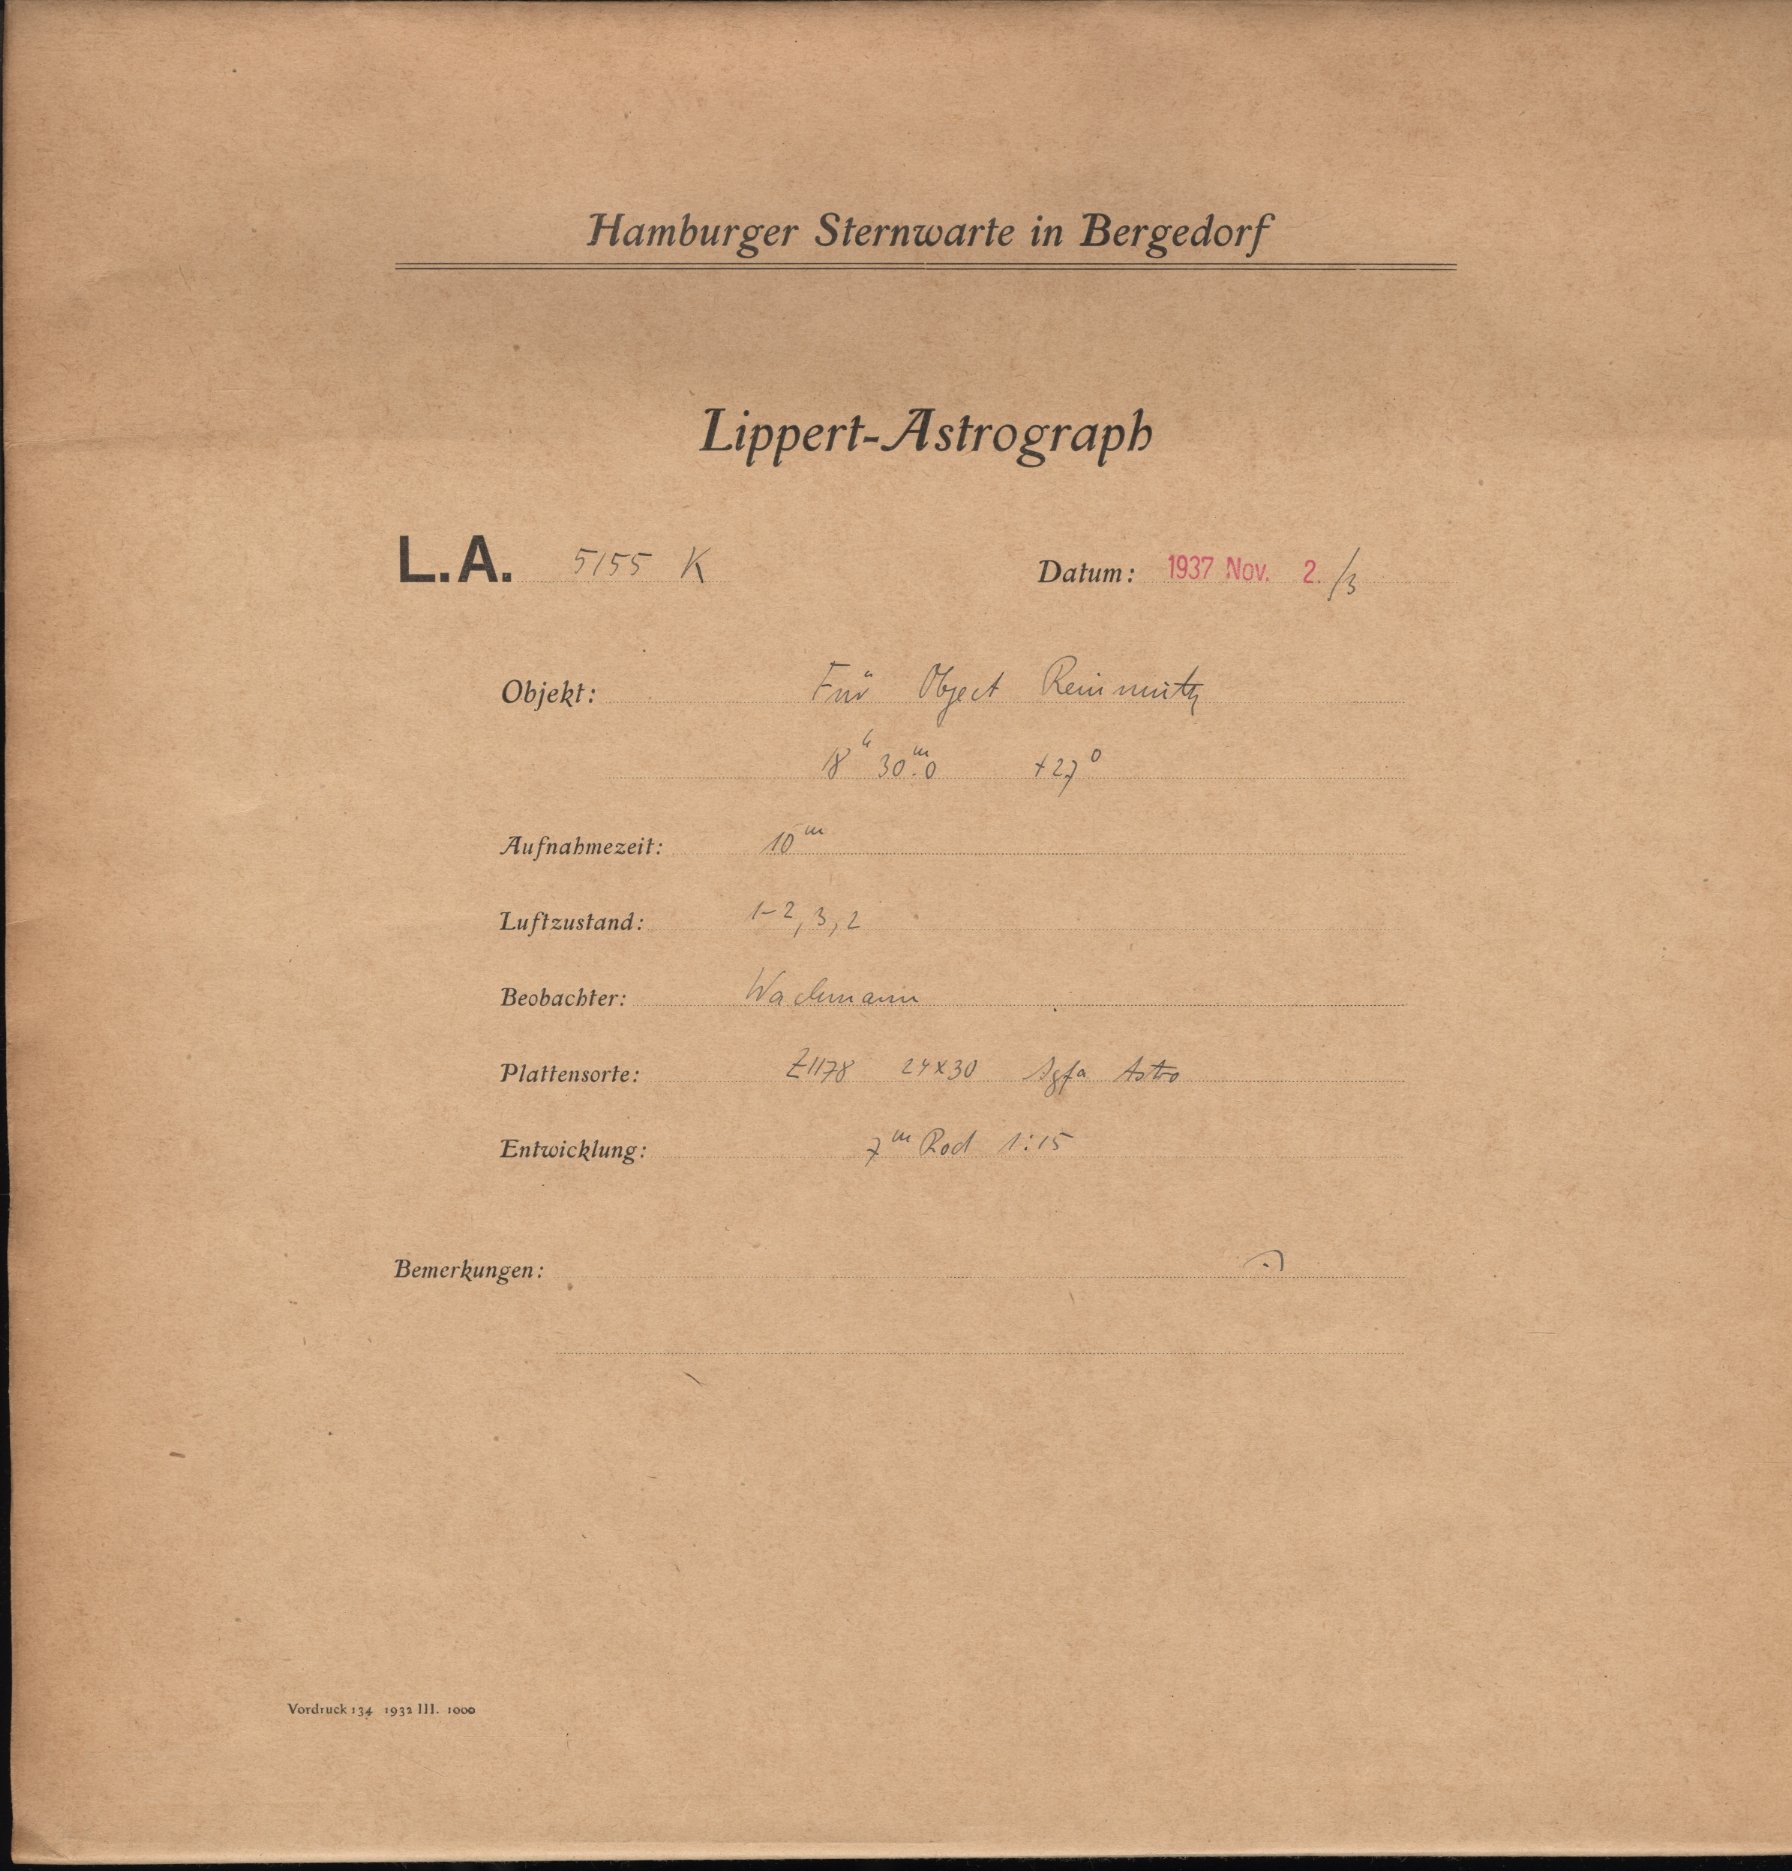 Hamburger Sternwarte in Bergedorf
Lippert-Astrograph
L.A. 5155 K Datum: 1937 Nov. 2./3
Objekt: Für Object Reinmuth
8ʰ 30ᵐ.0 +27⁰
Aufnahmezeit: 10ᵐ
Luftzustand: 1-2, 3, 2
Beobachter: Wachmann
Plattensorte: Z1178 24x30 Agfa Astro
Entwicklung: 7ᵐ Rod 1:15
Bemerkungen:
Vordruck 134 1932 III. 1000